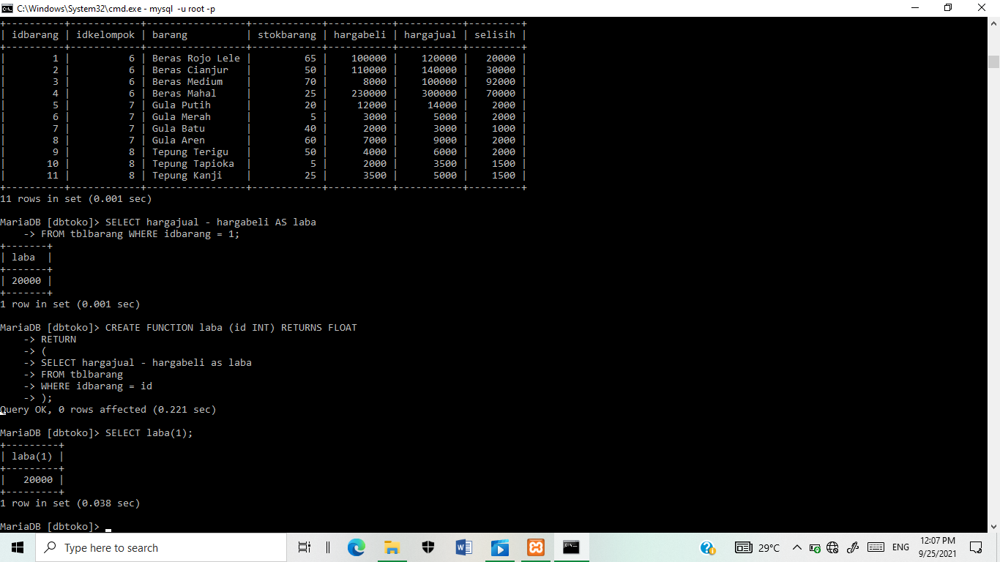 C:\Windows\System32\cmd.exe - mysql  -u root -p
+----------+------------+------------------+------------+-----------+-----------+---------+
| idbarang | idkelompok | barang           | stokbarang | hargabeli | hargajual | selisih |
+----------+------------+------------------+------------+-----------+-----------+---------+
|        1 |          6 | Beras Rojo Lele  |         65 |    100000 |    120000 |   20000 |
|        2 |          6 | Beras Cianjur    |         50 |    110000 |    140000 |   30000 |
|        3 |          6 | Beras Medium     |         70 |      8000 |    100000 |   92000 |
|        4 |          6 | Beras Mahal      |         25 |    230000 |    300000 |   70000 |
|        5 |          7 | Gula Putih       |         20 |     12000 |     14000 |    2000 |
|        6 |          7 | Gula Merah       |          5 |      3000 |      5000 |    2000 |
|        7 |          7 | Gula Batu        |         40 |      2000 |      3000 |    1000 |
|        8 |          7 | Gula Aren        |         60 |      7000 |      9000 |    2000 |
|        9 |          8 | Tepung Terigu    |         50 |      4000 |      6000 |    2000 |
|       10 |          8 | Tepung Tapioka   |          5 |      2000 |      3500 |    1500 |
|       11 |          8 | Tepung Kanji     |         25 |      3500 |      5000 |    1500 |
+----------+------------+------------------+------------+-----------+-----------+---------+
11 rows in set (0.001 sec)
MariaDB [dbtoko]> SELECT hargajual - hargabeli AS laba
    -> FROM tblbarang WHERE idbarang = 1;
+-------+
| laba  |
+-------+
| 20000 |
+-------+
1 row in set (0.001 sec)
MariaDB [dbtoko]> CREATE FUNCTION laba (id INT) RETURNS FLOAT
    -> RETURN
    -> (
    -> SELECT hargajual - hargabeli as laba
    -> FROM tblbarang
    -> WHERE idbarang = id
    -> );
Query OK, 0 rows affected (0.221 sec)
MariaDB [dbtoko]> SELECT laba(1);
+---------+
| laba(1) |
+---------+
|   20000 |
+---------+
1 row in set (0.038 sec)
MariaDB [dbtoko]>
Type here to search
29°C
ENG
12:07 PM
9/25/2021